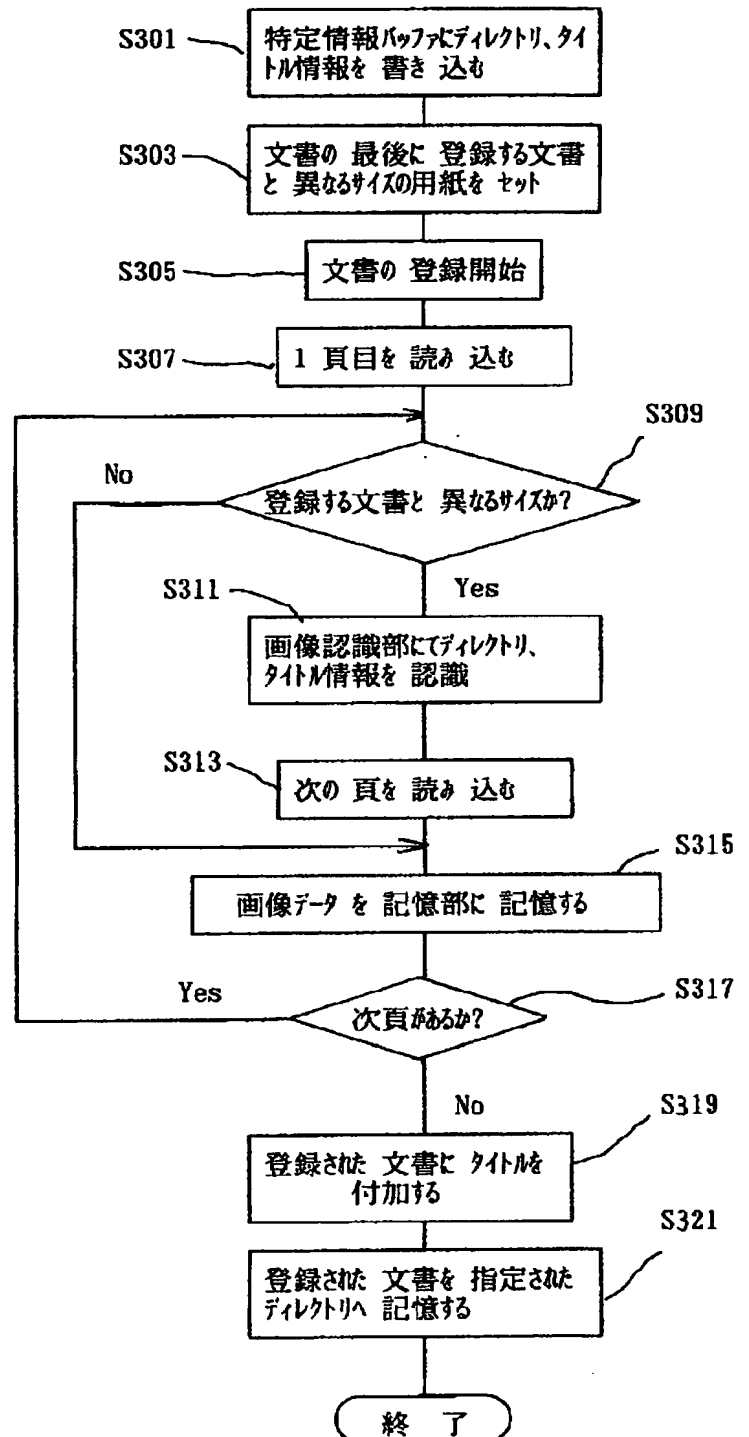 S301
特定情報バッファにディレクトリ、タイ
トル情報を 書き 込む
S303
文書の 最後に 登録する文書
と 異なるサイズの用紙を セット
S305
文書の 登録開始
S307
1 頁目を 読み 込む
S309
No
登録する文書と 異なるサイズか?
Yes
S311
画像認識部にてディレクトリ、
タイトル情報を 認識
S313
次の 頁を 読み 込む
S315
画像データ を 記憶部に 記憶する
Yes
S317
次頁があるか?
No
S319
登録された 文書に タイトルを
付加する
S321
登録された 文書を 指定された
ディレクトリへ 記憶する
終 了